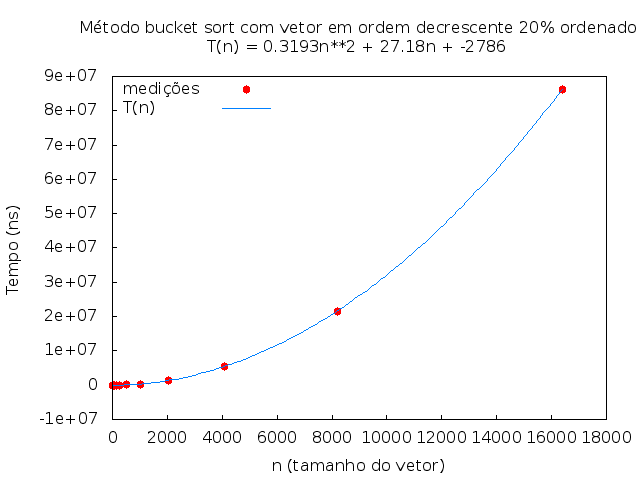 Método bucket sort com vetor em ordem decrescente 20% ordenado
T(n) = 0.3193n**2 + 27.18n + -2786
9e+07
8e+07
7e+07
6e+07
5e+07
4e+07
3e+07
2e+07
1e+07
0
-1e+07
medições
T(n)
Tempo (ns)
0 2000 4000 6000 8000 10000 12000 14000 16000 18000
n (tamanho do vetor)